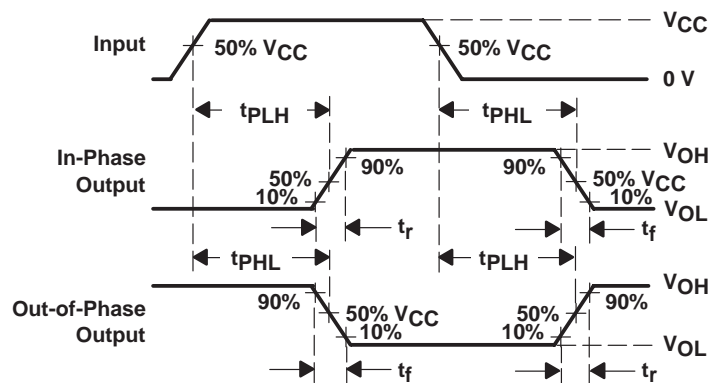 VCC
Input
50% VCC
50% VCC
0 V
tPLH
tPHL
In-Phase
Output
VOH
90%
90%
50%
50% VCC
10%
10%
VOL
tr
tf
tPHL
tPLH
Out-of-Phase
Output
VOH
90%
90%
50% VCC
50%
10%
10%
VOL
tf
tr